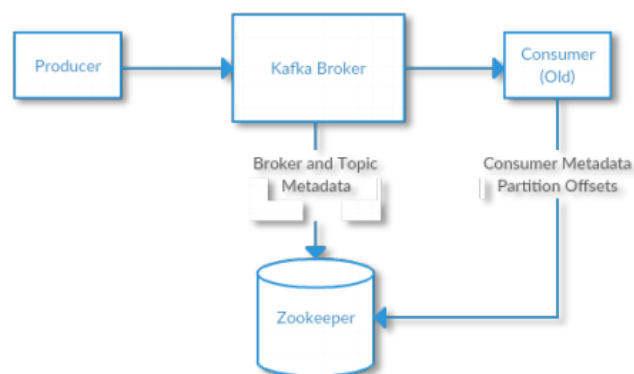 Producer
Kafka Broker
Consumer
(Old)
Broker and Topic
Metadata
Consumer Metadata
Partition Offsets
Zookeeper